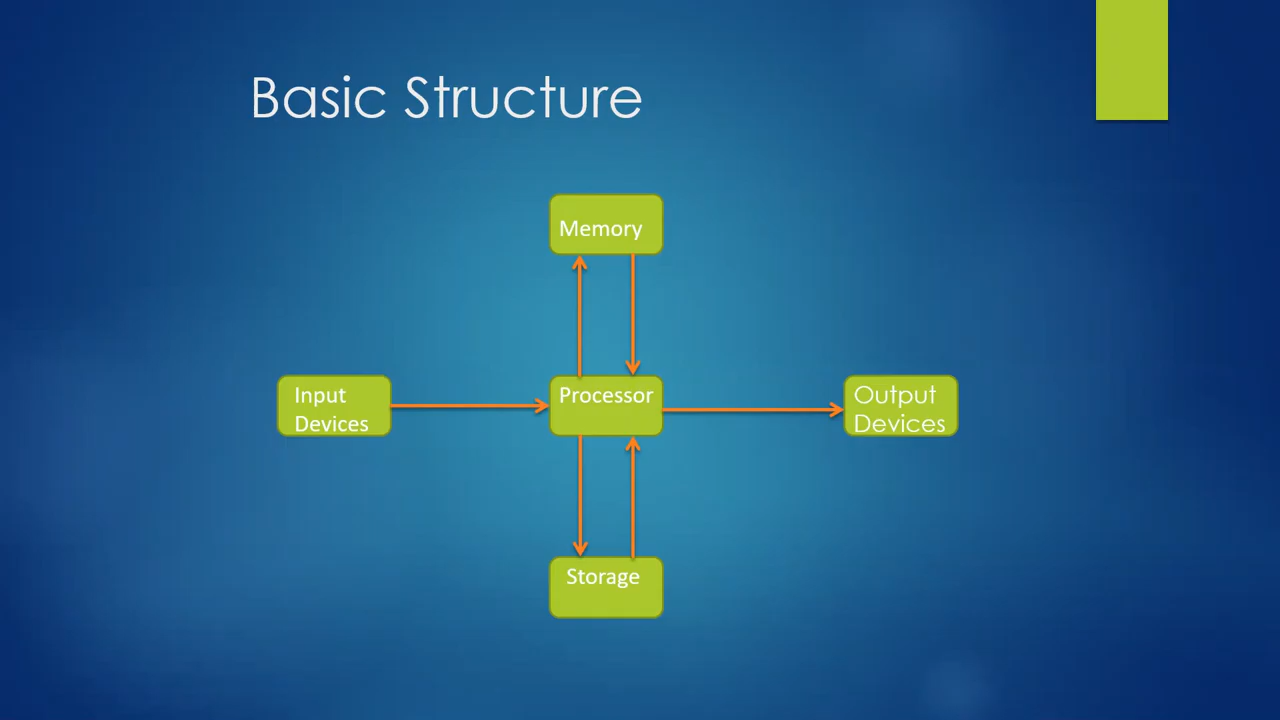 Basic Structure
Memory
Input
Devices
Processor
Output
Devices
Storage